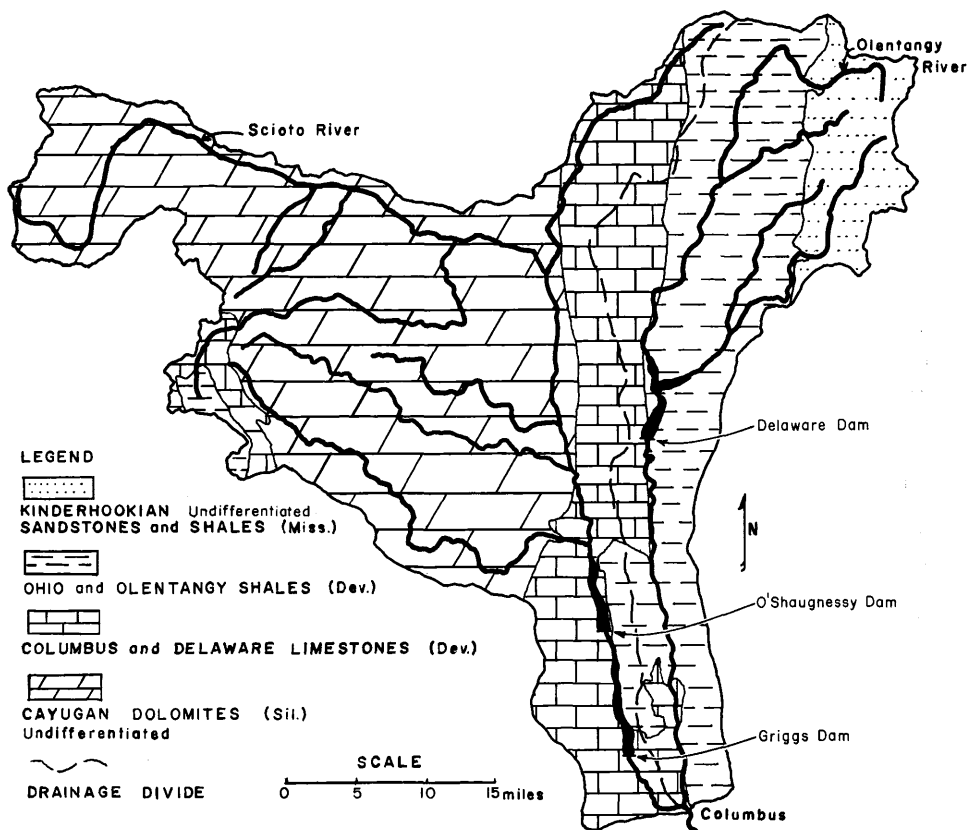 Olentangy
River
Scioto River
Delaware Dam
N
O'Shaugnessy Dam
Griggs Dam
Columbus
LEGEND
KINDERHOOKIAN Undifferentiated
SANDSTONES and SHALES (Miss.)
OHIO and OLENTANGY SHALES (Dev.)
COLUMBUS and DELAWARE LIMESTONES (Dev.)
CAYUGAN DOLOMITES (Sil.)
Undifferentiated
DRAINAGE DIVIDE
SCALE
0 5 10 15 miles